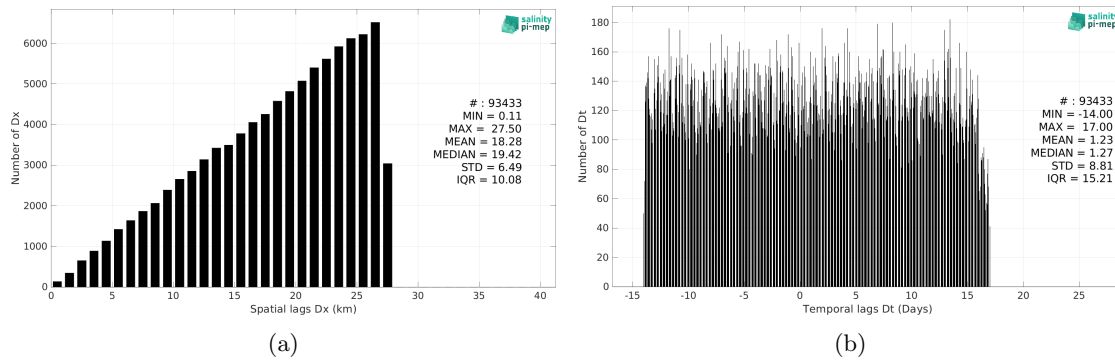 salinity
pi-mep
6000
5000
4000
3000
2000
1000
0
Number of Dx
# : 93433
MIN = 0.11
MAX = 27.50
MEAN = 18.28
MEDIAN = 19.42
STD = 6.49
IQR = 10.08
0 5 10 15 20 25 30 35 40
Spatial lags Dx (km)
(a)
salinity
pi-mep
180
160
140
120
100
80
60
40
20
0
Number of Dt
# : 93433
MIN = -14.00
MAX = 17.00
MEAN = 1.23
MEDIAN = 1.27
STD = 8.81
IQR = 15.21
-15 -10 -5 0 5 10 15 20 25
Temporal lags Dt (Days)
(b)